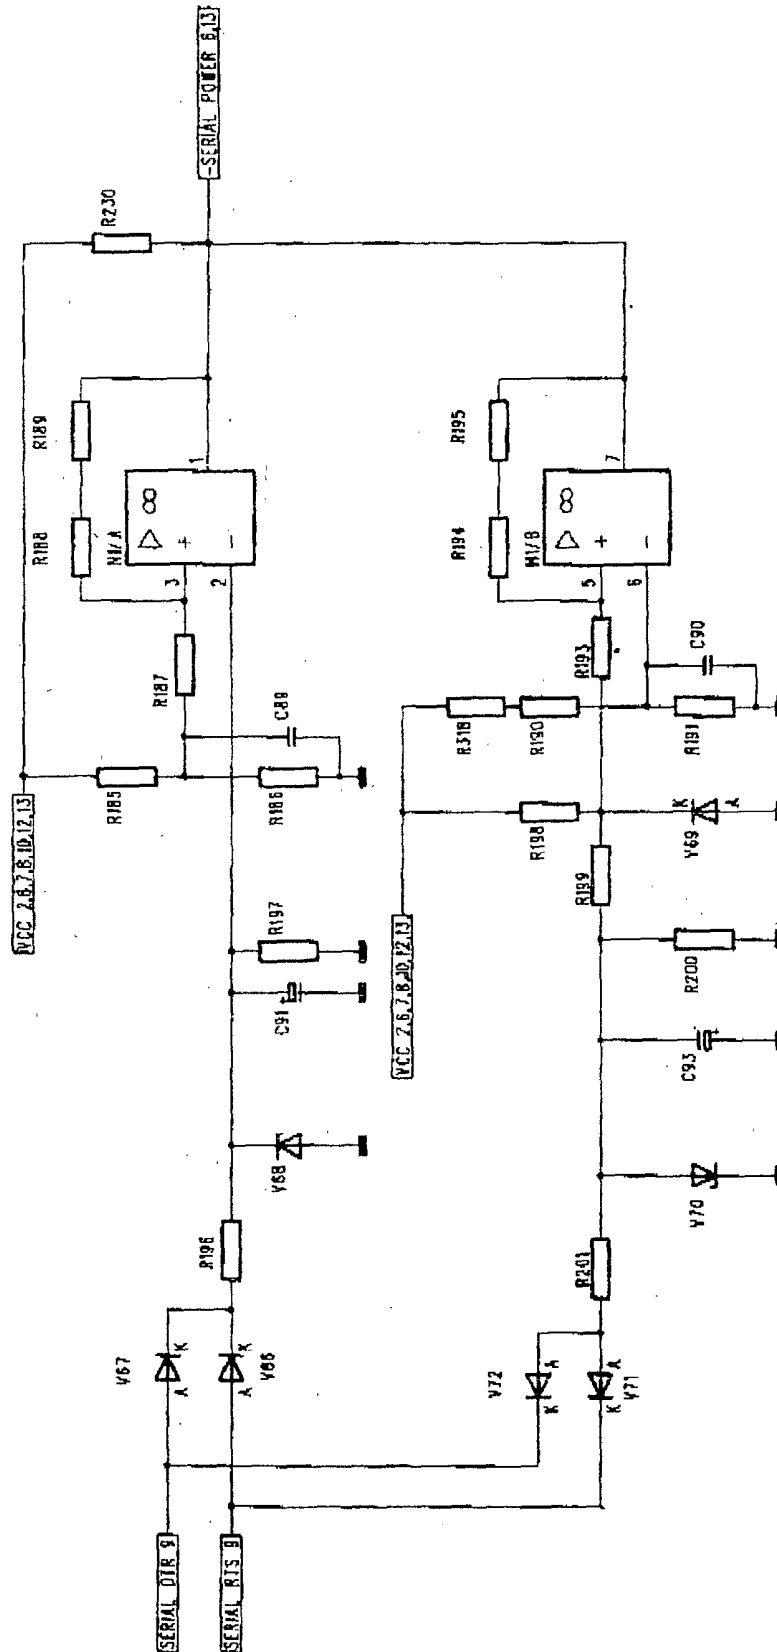 -SERIAL POWER 6,13
R230
R189
R188
N1/A
+
-
1
3
2
R187
C89
R185
R186
VCC 2,6,7,8,10,12,13
R197
C91
+
V68
R196
V67
A
K
V66
A
K
SERIAL DTR 9
SERIAL RTS 9
R195
R194
N1/B
+
-
7
5
6
R193
C90
R318
R190
R191
R198
V69
K
A
R199
VCC 2,6,7,8,10,12,13
R200
C93
+
V70
R201
V72
A
K
V71
A
K